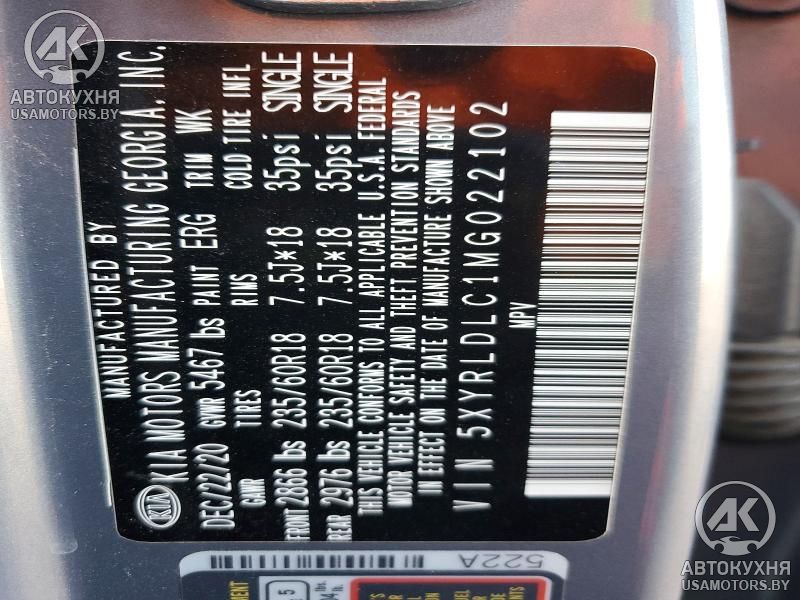 АВТОКУХНЯ
USAMOTORS.BY
MANUFACTURED BY
KIA MOTORS MANUFACTURING GEORGIA, INC.
KIA
DEC/22/20 GVWR 5467 lbs PAINT ERG TRIM WK
GAWR TIRES RIMS COLD TIRE INFL
FRONT 2866 lbs 235/60R18 7.5J*18 35psi SINGLE
REAR 2976 lbs 235/60R18 7.5J*18 35psi SINGLE
THIS VEHICLE CONFORMS TO ALL APPLICABLE U.S.A. FEDERAL
MOTOR VEHICLE SAFETY AND THEFT PREVENTION STANDARDS
IN EFFECT ON THE DATE OF MANUFACTURE SHOWN ABOVE
VIN 5XYRLDLC1MG022102
MPV
522A
АВТОКУХНЯ
USAMOTORS.BY